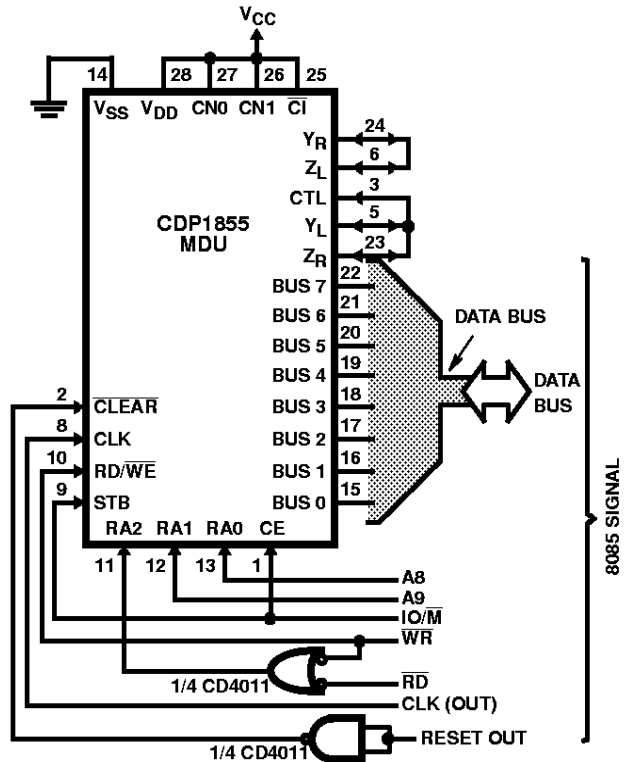 VCC
14 28 27 26 25
VSS VDD CN0 CN1 CI
YR 24
ZL 6
CTL 3
YL 5
ZR 23
CDP1855
MDU
BUS 7 22
BUS 6 21
BUS 5 20
BUS 4 19
BUS 3 18
BUS 2 17
BUS 1 16
BUS 0 15
DATA BUS
DATA
BUS
2 CLEAR
8 CLK
10 RD/WE
9 STB
RA2 RA1 RA0 CE
11 12 13 1
A8
A9
IO/M
WR
1/4 CD4011
RD
CLK (OUT)
RESET OUT
1/4 CD4011
8085 SIGNAL